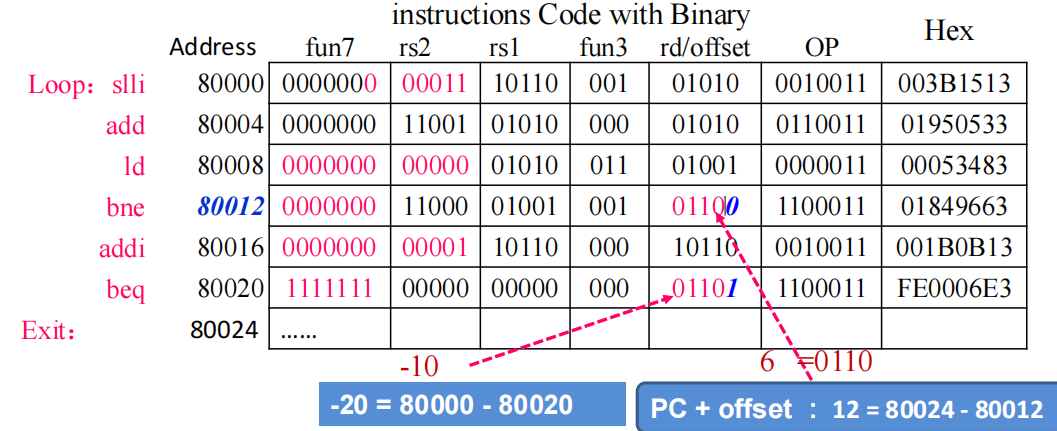 instructions Code with Binary
Address fun7 rs2 rs1 fun3 rd/offset OP Hex
Loop: slli 80000 0000000 00011 10110 001 01010 0010011 003B1513
add 80004 0000000 11001 01010 000 01010 0110011 01950533
ld 80008 0000000 00000 01010 011 01001 0000011 00053483
bne 80012 0000000 11000 01001 001 01100 1100011 01849663
addi 80016 0000000 00001 10110 000 10110 0010011 001B0B13
beq 80020 1111111 00000 00000 000 01101 1100011 FE0006E3
Exit: 80024 ......
-10 6 =0110
-20 = 80000 - 80020
PC + offset : 12 = 80024 - 80012